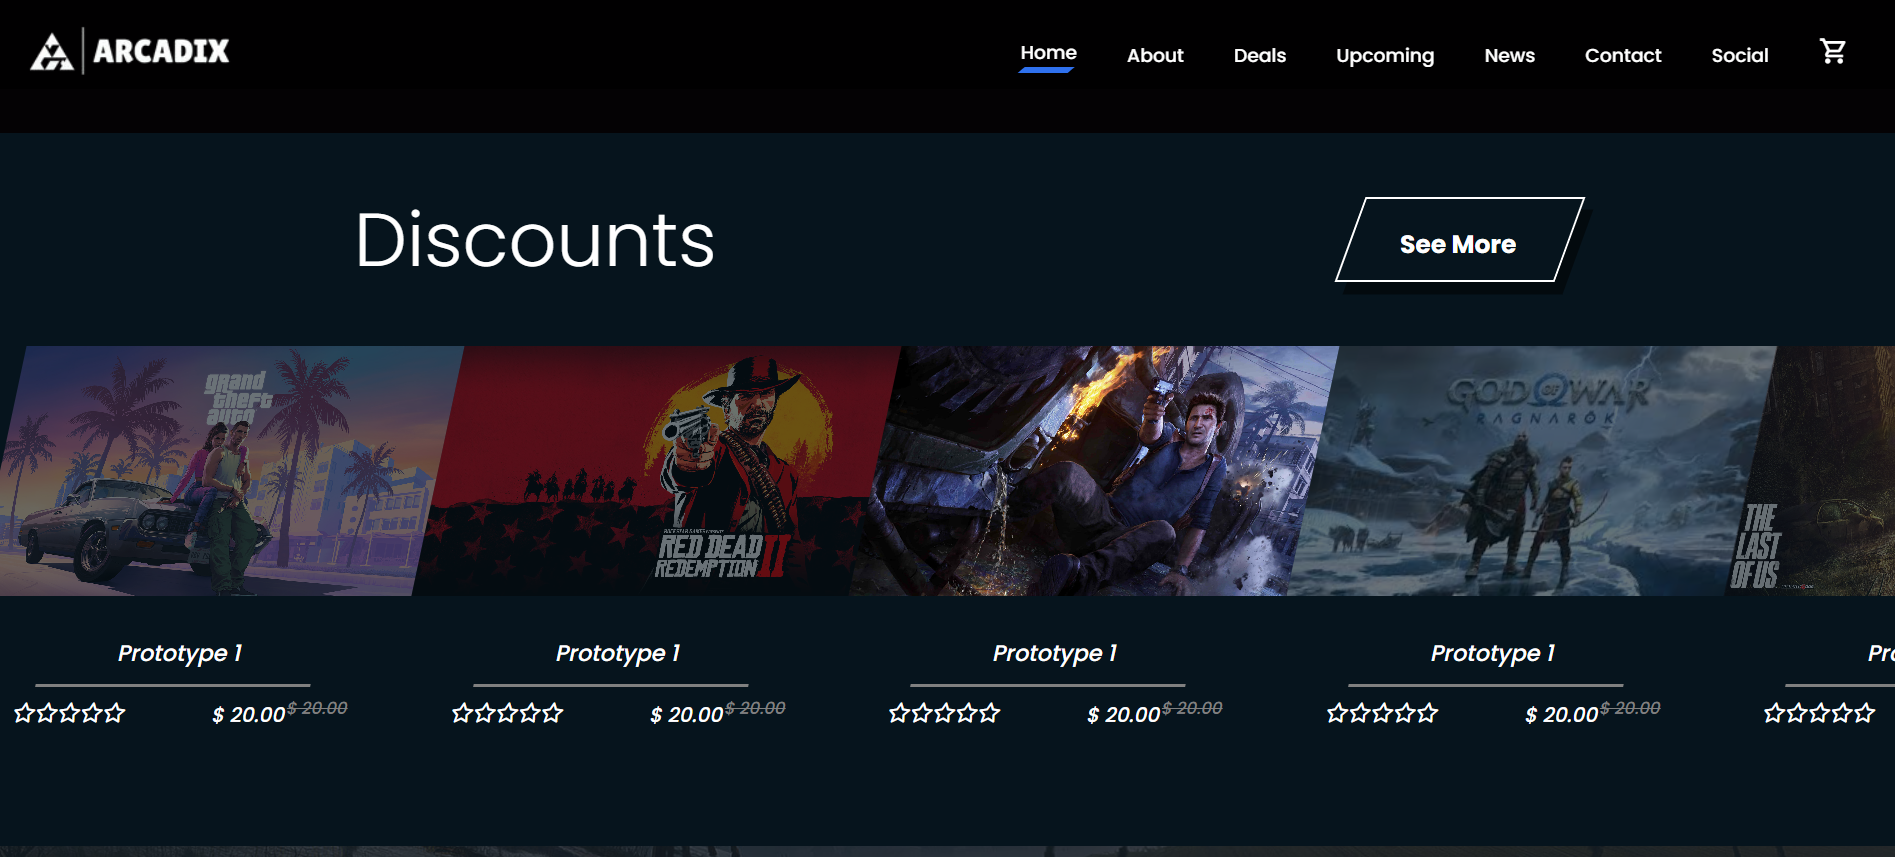 ARCADIX
Home
About
Deals
Upcoming
News
Contact
Social
Discounts
See More
grand
theft
auto
RED DEAD
REDEMPTION II
GOD OF WAR
RAGNARÖK
THE
LAST
OF US
Prototype 1
$ 20.00 $ 20.00
Prototype 1
$ 20.00 $ 20.00
Prototype 1
$ 20.00 $ 20.00
Prototype 1
$ 20.00 $ 20.00
Pr